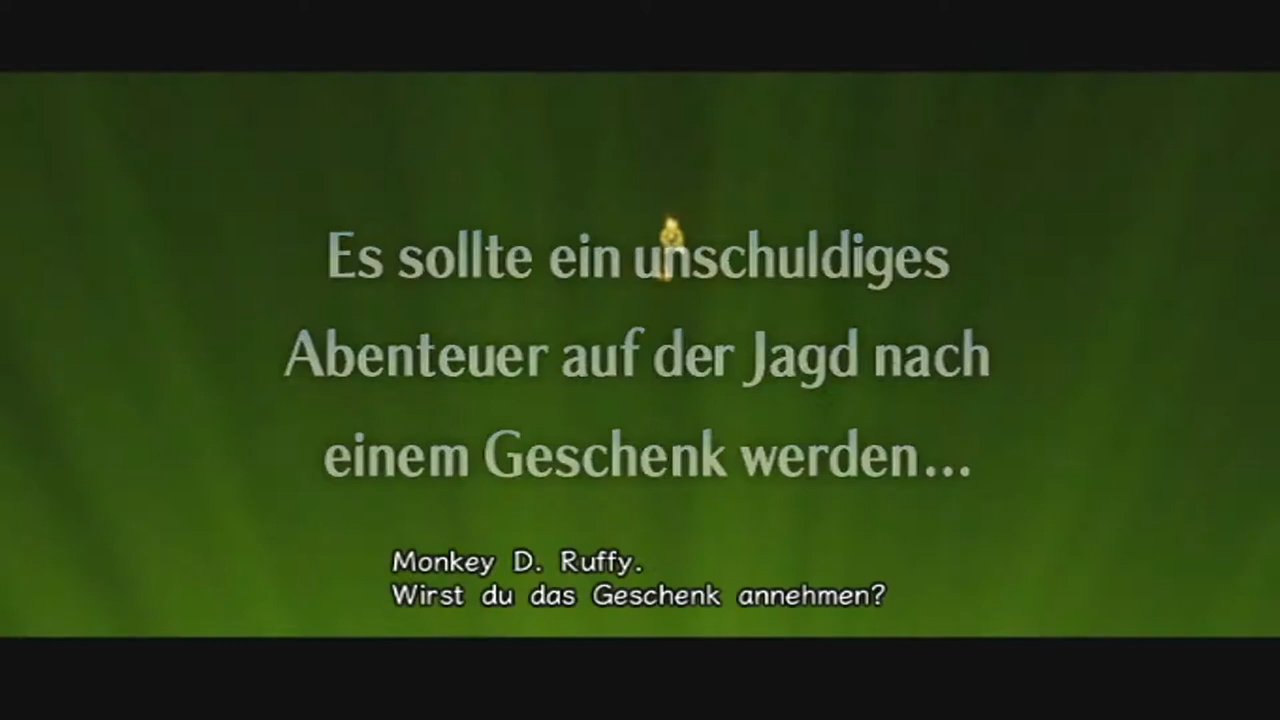 Es sollte ein unschuldiges
Abenteuer auf der Jagd nach
einem Geschenk werden...
Monkey D. Ruffy.
Wirst du das Geschenk annehmen?